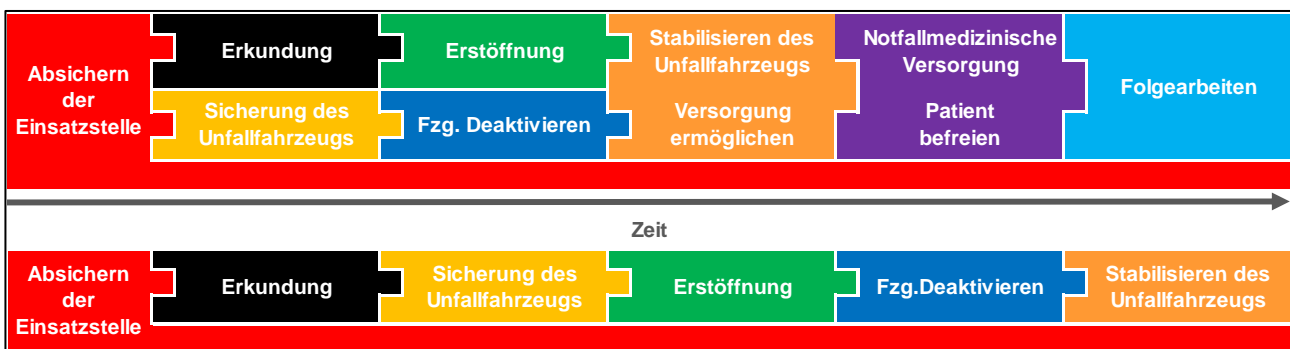 Absichern
der
Einsatzstelle
Erkundung
Sicherung des
Unfallfahrzeugs
Erstöffnung
Fzg. Deaktivieren
Stabilisieren des
Unfallfahrzeugs
Versorgung
ermöglichen
Notfallmedizinische
Versorgung
Patient
befreien
Folgearbeiten
Zeit
Absichern
der
Einsatzstelle
Erkundung
Sicherung des
Unfallfahrzeugs
Erstöffnung
Fzg.Deaktivieren
Stabilisieren des
Unfallfahrzeugs